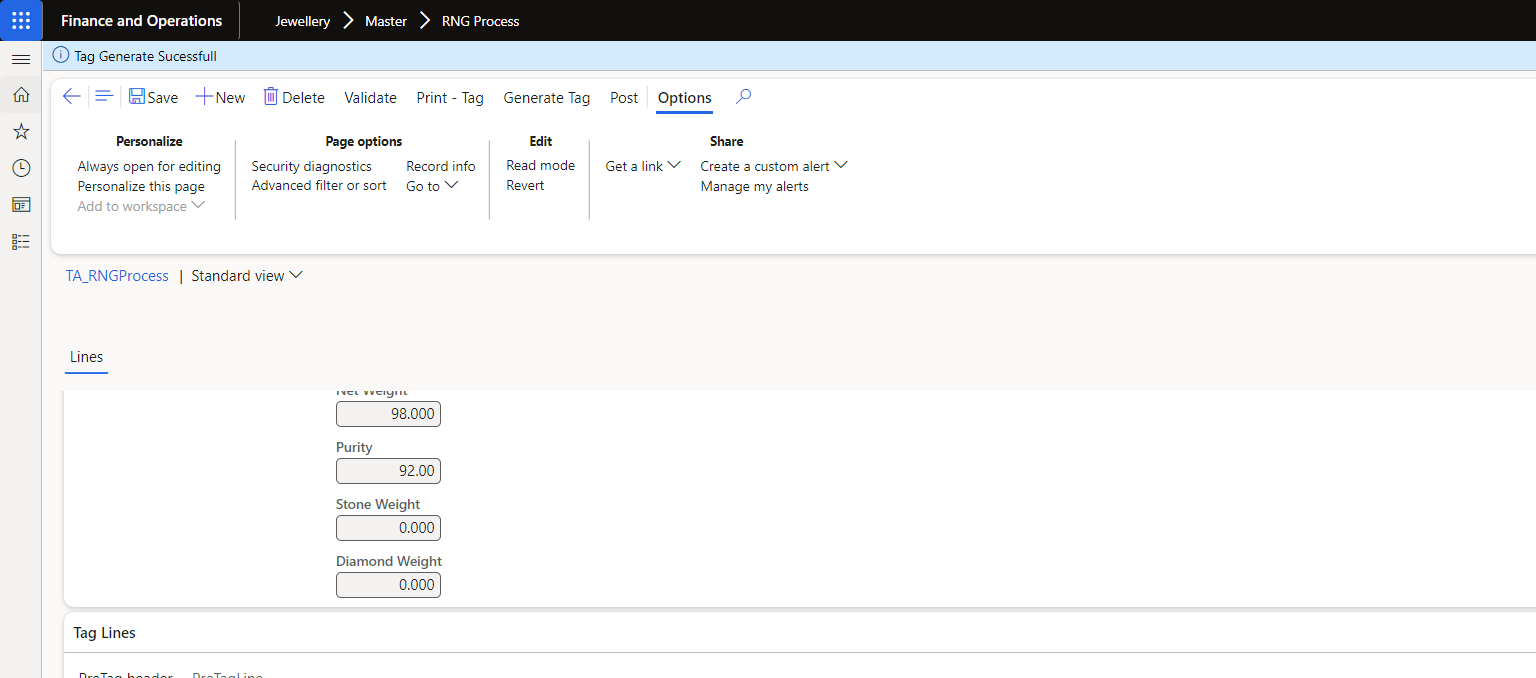 Finance and Operations Jewellery Master RNG Process
Tag Generate Sucessfull
Save New Delete Validate Print - Tag Generate Tag Post Options
Personalize Page options Edit Share
Always open for editing Security diagnostics Record info Read mode Get a link Create a custom alert
Personalize this page Advanced filter or sort Go to Revert Manage my alerts
Add to workspace
TA_RNGProcess | Standard view
Lines
Net Weight
98.000
Purity
92.00
Stone Weight
0.000
Diamond Weight
0.000
Tag Lines
ProTag header ProTagLine